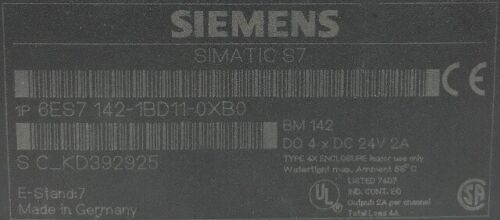 SIEMENS
SIMATIC S7
CE
1P 6ES7 142-1BD11-0XB0
BM 142
DO 4 x DC 24V 2A
S C_KD392925
TYPE 4X ENCLOSURE indoor use only
Watertight max. Ambient 55°C
UL LISTED 7407
IND. CONT. EQ
E-Stand:7
Output: 2A per channel
Made in Germany
Total Load 4A